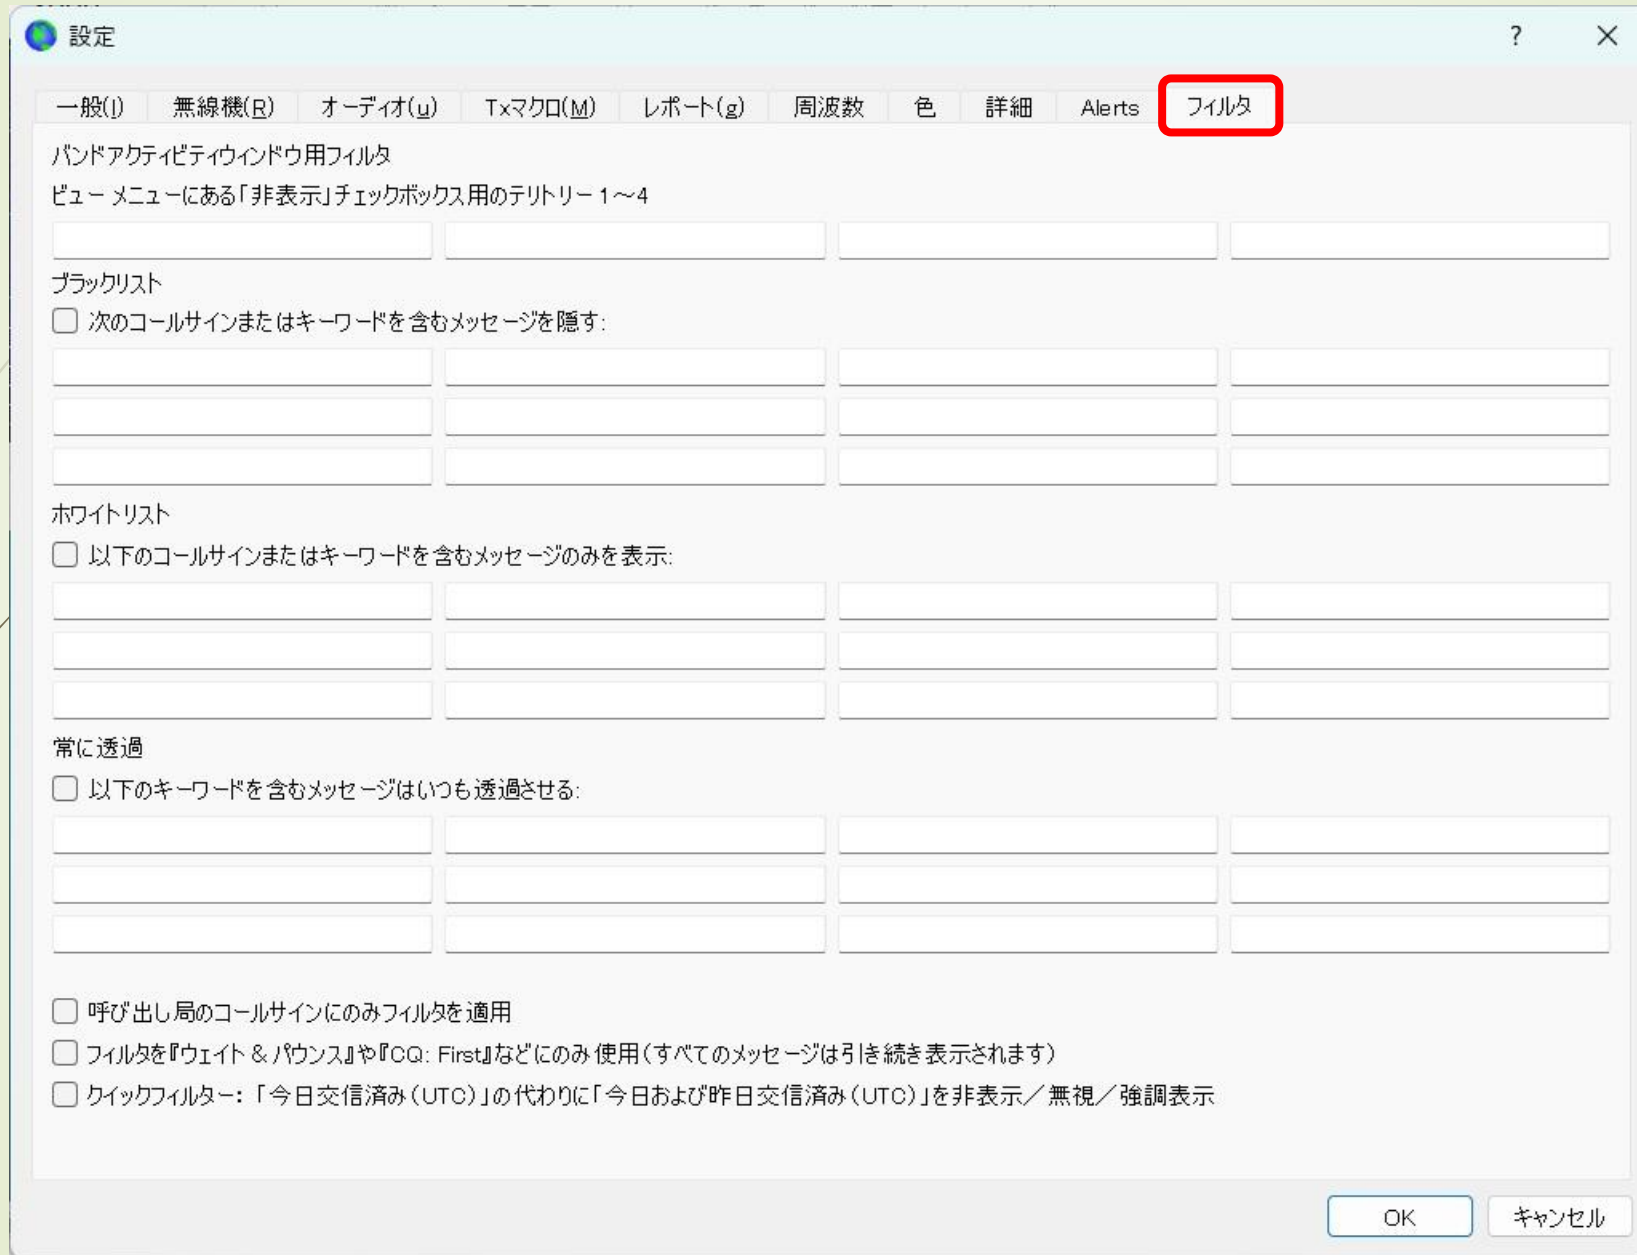 設定
?
一般(I) 無線機(R) オーディオ(u) Txマクロ(M) レポート(g) 周波数 色 詳細 Alerts フィルタ
バンドアクティビティウィンドウ用フィルタ
ビュー メニューにある「非表示」チェックボックス用のテリトリー 1～4
ブラックリスト
次のコールサインまたはキーワードを含むメッセージを隠す:
ホワイトリスト
以下のコールサインまたはキーワードを含むメッセージのみを表示:
常に透過
以下のキーワードを含むメッセージはいつも透過させる:
呼び出し局のコールサインにのみフィルタを適用
フィルタを『ウェイト & パウンス』や『CQ: First』などにのみ使用(すべてのメッセージは引き続き表示されます)
クイックフィルター: 「今日交信済み(UTC)」の代わりに「今日および昨日交信済み(UTC)」を非表示／無視／強調表示
OK キャンセル